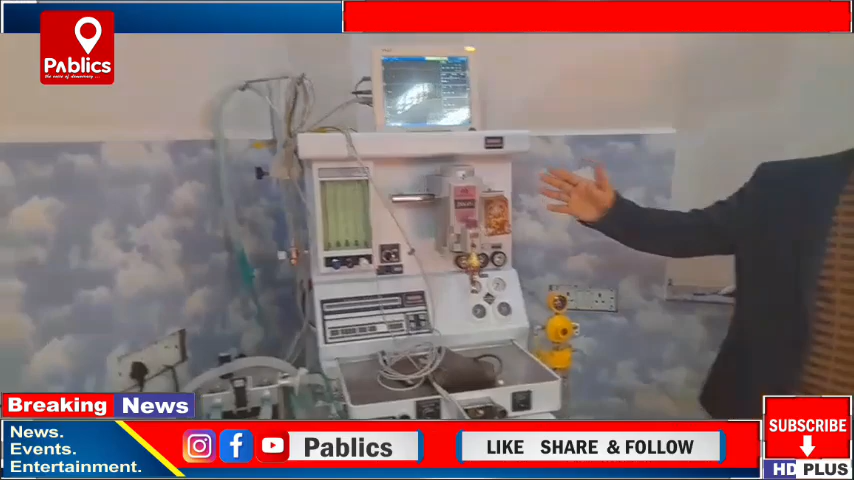 Pablics
the voice of democracy ...
Breaking News
News.
Events.
Entertainment.
Pablics
LIKE SHARE & FOLLOW
SUBSCRIBE
HD PLUS